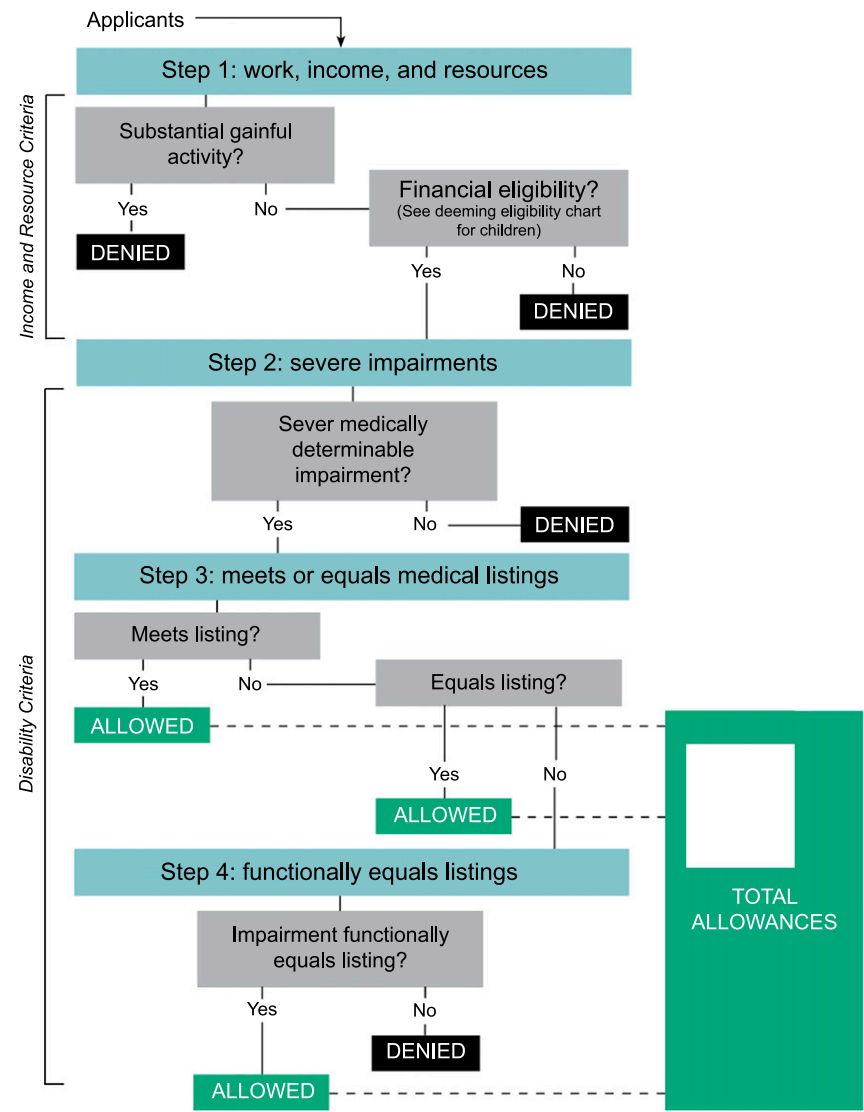 Applicants
Step 1: work, income, and resources
Income and Resource Criteria
Substantial gainful
activity?
Yes
No
DENIED
Financial eligibility?
(See deeming eligibility chart
for children)
Yes
No
DENIED
Step 2: severe impairments
Disability Criteria
Sever medically
determinable
impairment?
Yes
No
DENIED
Step 3: meets or equals medical listings
Meets listing?
Yes
No
ALLOWED
Equals listing?
Yes
No
ALLOWED
Step 4: functionally equals listings
Impairment functionally
equals listing?
Yes
No
DENIED
ALLOWED
TOTAL
ALLOWANCES